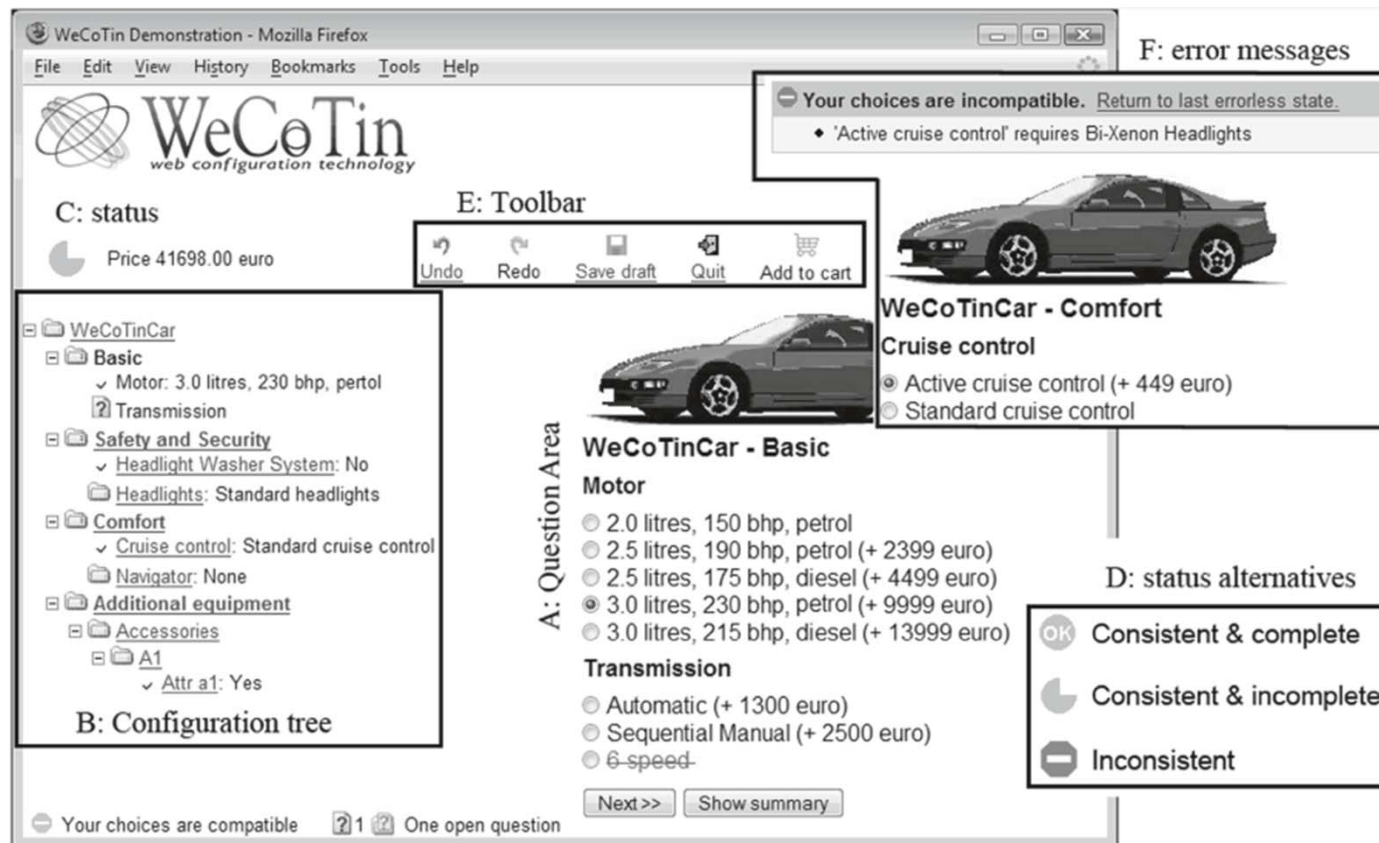 WeCoTin Demonstration - Mozilla Firefox
File Edit View History Bookmarks Tools Help
WeCoTin
web configuration technology
F: error messages
Your choices are incompatible. Return to last errorless state.
'Active cruise control' requires Bi-Xenon Headlights
C: status
Price 41698.00 euro
E: Toolbar
Undo Redo Save draft Quit Add to cart
WeCoTinCar - Comfort
Cruise control
Active cruise control (+ 449 euro)
Standard cruise control
WeCoTinCar
Basic
Motor: 3.0 litres, 230 bhp, pertol
? Transmission
Safety and Security
Headlight Washer System: No
Headlights: Standard headlights
Comfort
Cruise control: Standard cruise control
Navigator: None
Additional equipment
Accessories
A1
Attr a1: Yes
B: Configuration tree
A: Question Area
WeCoTinCar - Basic
Motor
2.0 litres, 150 bhp, petrol
2.5 litres, 190 bhp, petrol (+ 2399 euro)
2.5 litres, 175 bhp, diesel (+ 4499 euro)
3.0 litres, 230 bhp, petrol (+ 9999 euro)
3.0 litres, 215 bhp, diesel (+ 13999 euro)
Transmission
Automatic (+ 1300 euro)
Sequential Manual (+ 2500 euro)
6 speed
Next >> Show summary
D: status alternatives
OK Consistent & complete
Consistent & incomplete
Inconsistent
Your choices are compatible ? 1 ? One open question